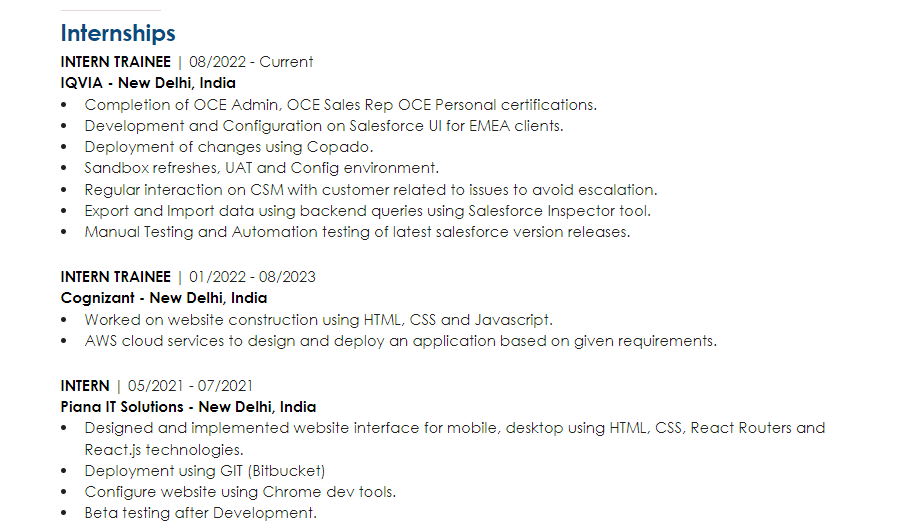 Internships
INTERN TRAINEE | 08/2022 - Current
IQVIA - New Delhi, India
• Completion of OCE Admin, OCE Sales Rep OCE Personal certifications.
• Development and Configuration on Salesforce UI for EMEA clients.
• Deployment of changes using Copado.
• Sandbox refreshes, UAT and Config environment.
• Regular interaction on CSM with customer related to issues to avoid escalation.
• Export and Import data using backend queries using Salesforce Inspector tool.
• Manual Testing and Automation testing of latest salesforce version releases.
INTERN TRAINEE | 01/2022 - 08/2023
Cognizant - New Delhi, India
• Worked on website construction using HTML, CSS and Javascript.
• AWS cloud services to design and deploy an application based on given requirements.
INTERN | 05/2021 - 07/2021
Piana IT Solutions - New Delhi, India
• Designed and implemented website interface for mobile, desktop using HTML, CSS, React Routers and
React.js technologies.
• Deployment using GIT (Bitbucket)
• Configure website using Chrome dev tools.
• Beta testing after Development.